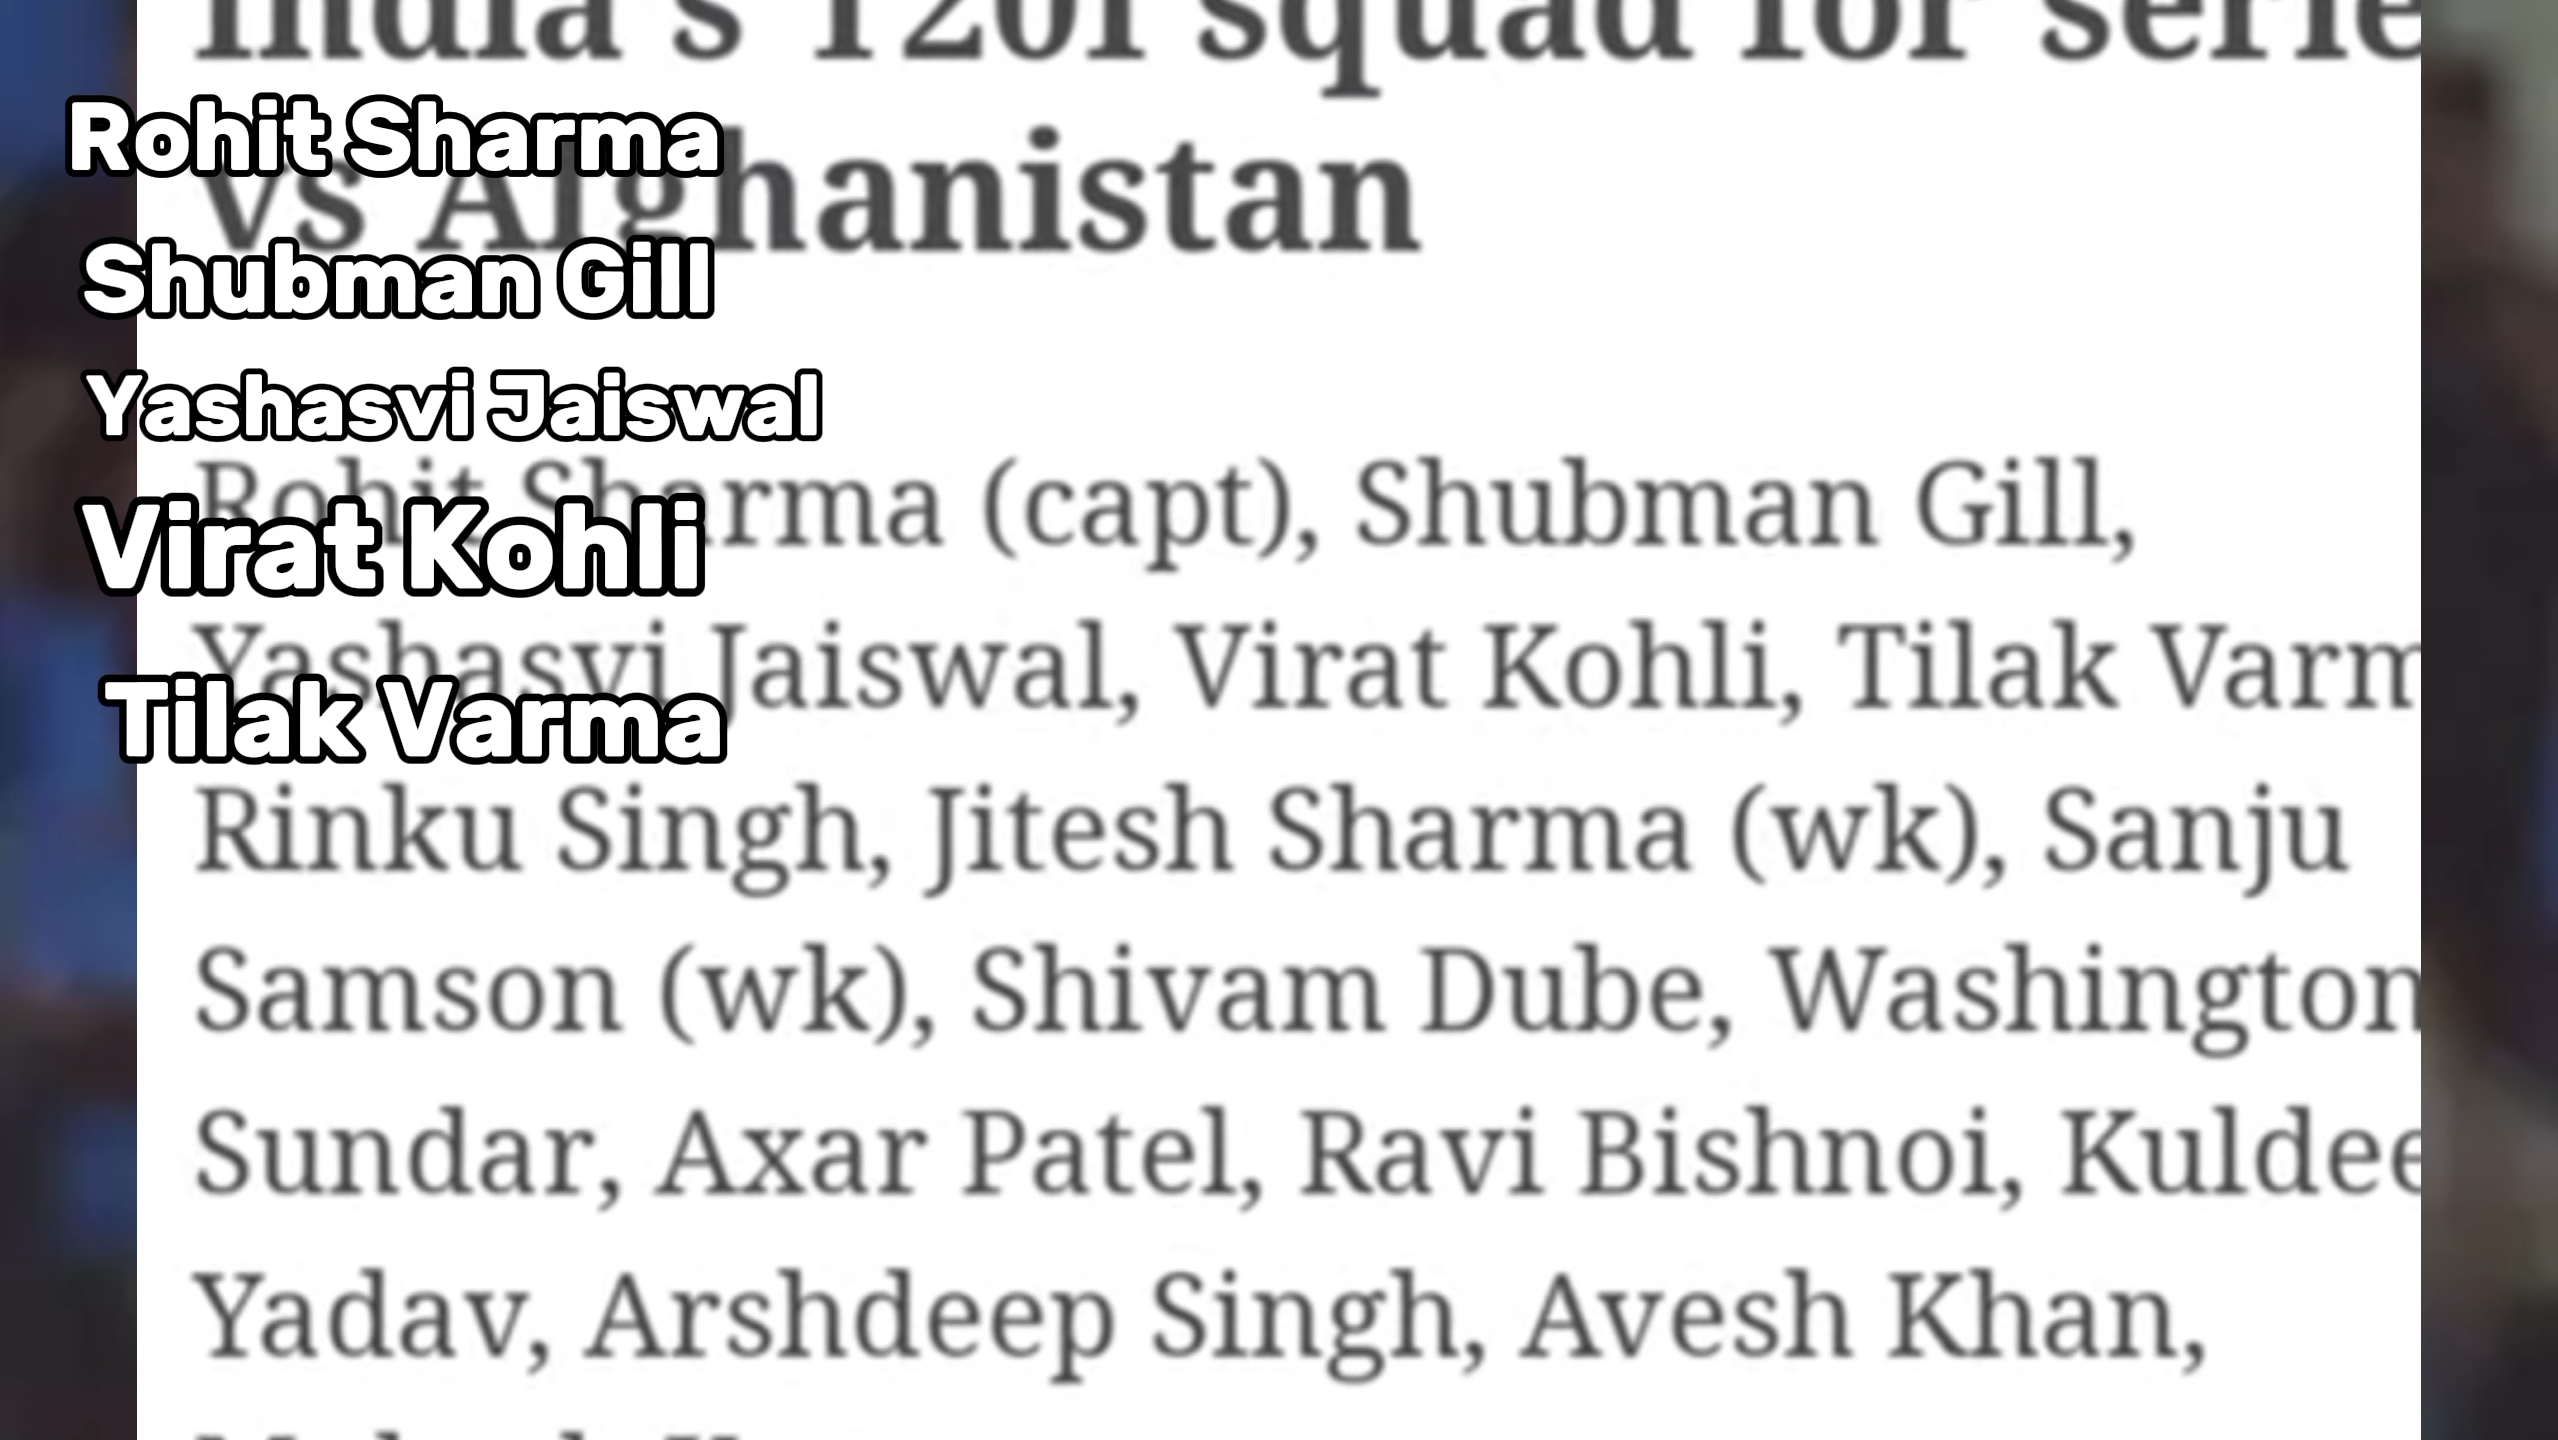 India's T20I squad for serie
vs Afghanistan
Rohit Sharma (capt), Shubman Gill,
Yashasvi Jaiswal, Virat Kohli, Tilak Varm
Rinku Singh, Jitesh Sharma (wk), Sanju
Samson (wk), Shivam Dube, Washington
Sundar, Axar Patel, Ravi Bishnoi, Kuldee
Yadav, Arshdeep Singh, Avesh Khan,
Rohit Sharma
Shubman Gill
Yashasvi Jaiswal
Virat Kohli
Tilak Varma